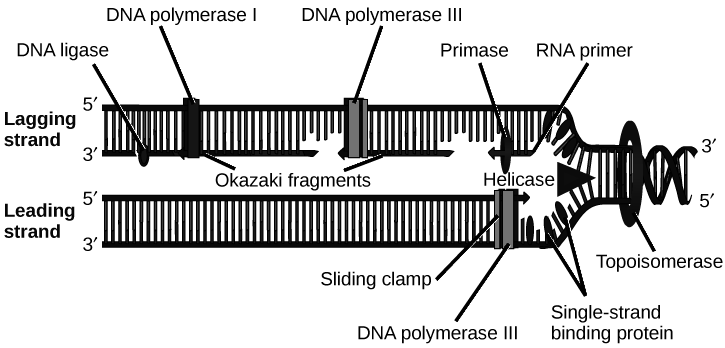 DNA polymerase I
DNA polymerase III
DNA ligase
Primase
RNA primer
5′
Lagging
strand
3′
3′
Okazaki fragments
Helicase
5′
5′
Leading
strand
3′
Topoisomerase
Sliding clamp
Single-strand
binding protein
DNA polymerase III